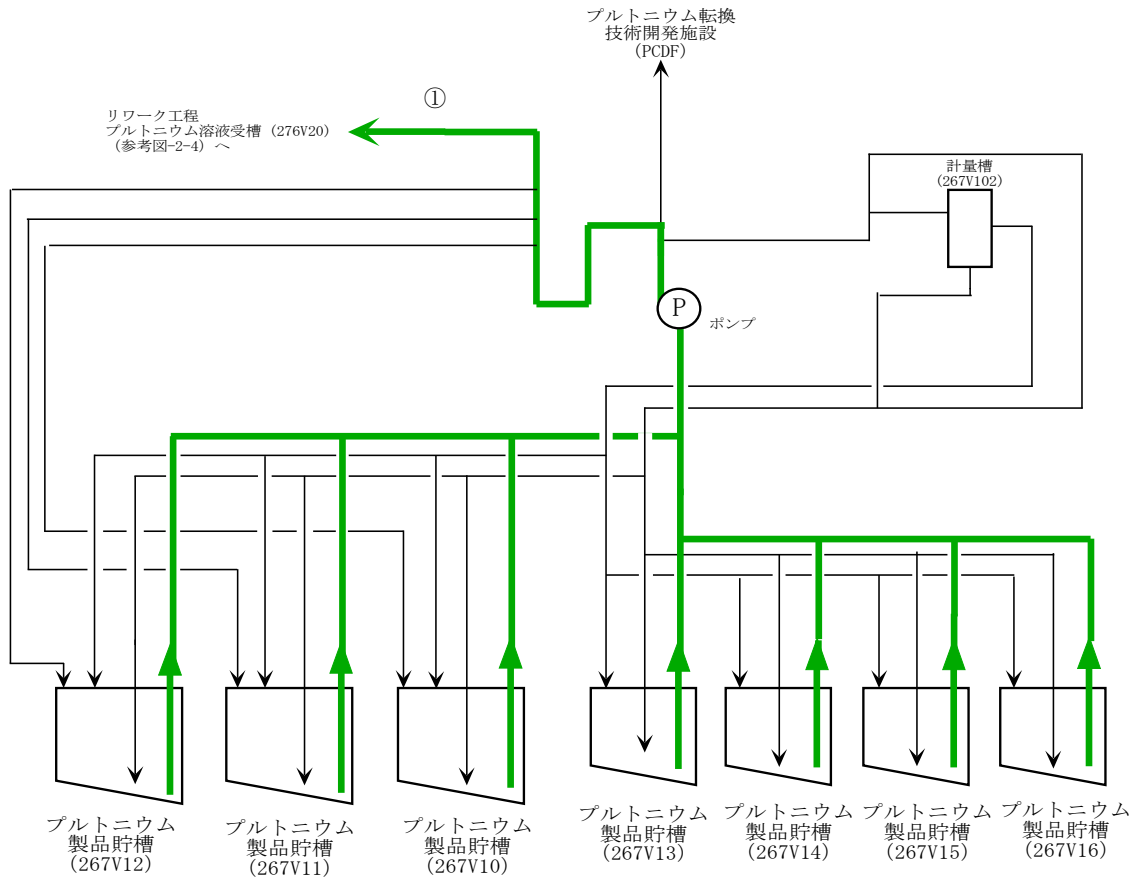 プルトニウム転換
技術開発施設
(PCDF)
①
リワーク工程
プルトニウム溶液受槽 (276V20)
(参考図-2-4) へ
計量槽
(267V102)
P
ポンプ
プルトニウム
製品貯槽
(267V12)
プルトニウム
製品貯槽
(267V11)
プルトニウム
製品貯槽
(267V10)
プルトニウム
製品貯槽
(267V13)
プルトニウム
製品貯槽
(267V14)
プルトニウム
製品貯槽
(267V15)
プルトニウム
製品貯槽
(267V16)